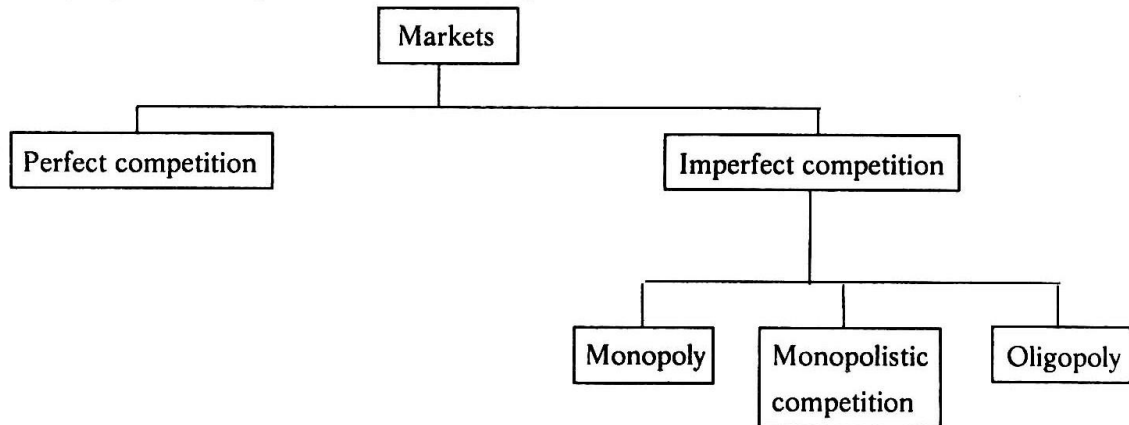 Markets
Perfect competition
Imperfect competition
Monopoly
Monopolistic
competition
Oligopoly